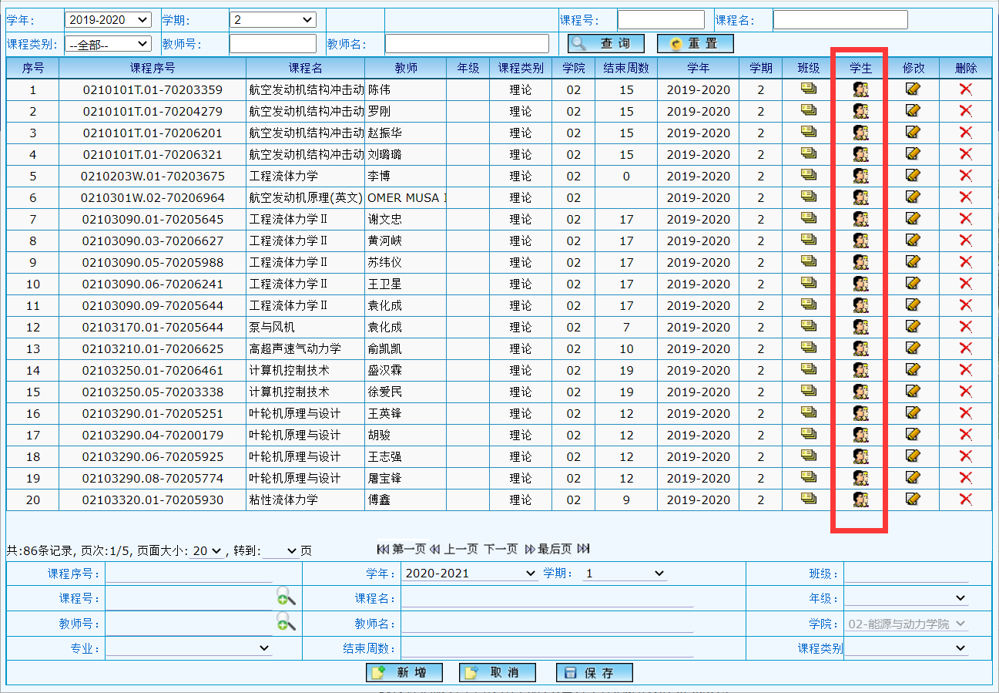 学年: 2019-2020 学期: 2 课程号: 课程名:
课程类别: --全部-- 教师号: 教师名: 查 询 重 置
序号 课程序号 课程名 教师 年级 课程类别 学院 结束周数 学年 学期 班级 学生 修改 删除
1 0210101T.01-70203359 航空发动机结构冲击动 陈伟 理论 02 15 2019-2020 2
2 0210101T.01-70204279 航空发动机结构冲击动 罗刚 理论 02 15 2019-2020 2
3 0210101T.01-70206201 航空发动机结构冲击动 赵振华 理论 02 15 2019-2020 2
4 0210101T.01-70206321 航空发动机结构冲击动 刘璐璐 理论 02 15 2019-2020 2
5 0210203W.01-70203675 工程流体力学 李博 理论 02 0 2019-2020 2
6 0210301W.02-70206964 航空发动机原理(英文) OMER MUSA 理论 02 2019-2020 2
7 02103090.01-70205645 工程流体力学Ⅱ 谢文忠 理论 02 17 2019-2020 2
8 02103090.03-70206627 工程流体力学Ⅱ 黄河峡 理论 02 17 2019-2020 2
9 02103090.05-70205988 工程流体力学Ⅱ 苏纬仪 理论 02 17 2019-2020 2
10 02103090.06-70206241 工程流体力学Ⅱ 王卫星 理论 02 17 2019-2020 2
11 02103090.09-70205644 工程流体力学Ⅱ 袁化成 理论 02 17 2019-2020 2
12 02103170.01-70205644 泵与风机 袁化成 理论 02 7 2019-2020 2
13 02103210.01-70206625 高超声速气动力学 俞凯凯 理论 02 10 2019-2020 2
14 02103250.01-70206461 计算机控制技术 盛汉霖 理论 02 19 2019-2020 2
15 02103250.05-70203338 计算机控制技术 徐爱民 理论 02 19 2019-2020 2
16 02103290.01-70205251 叶轮机原理与设计 王英锋 理论 02 12 2019-2020 2
17 02103290.04-70200179 叶轮机原理与设计 胡骏 理论 02 12 2019-2020 2
18 02103290.06-70205925 叶轮机原理与设计 王志强 理论 02 12 2019-2020 2
19 02103290.08-70205774 叶轮机原理与设计 屠宝锋 理论 02 12 2019-2020 2
20 02103320.01-70205930 粘性流体力学 傅鑫 理论 02 9 2019-2020 2
共:86条记录, 页次:1/5, 页面大小: 20 , 转到: 页 第一页 上一页 下一页 最后页
课程序号: 学年: 2020-2021 学期: 1 班级:
课程号: 课程名: 年级:
教师号: 教师名: 学院: 02-能源与动力学院
专业: 结束周数: 课程类别
新 增 取 消 保 存